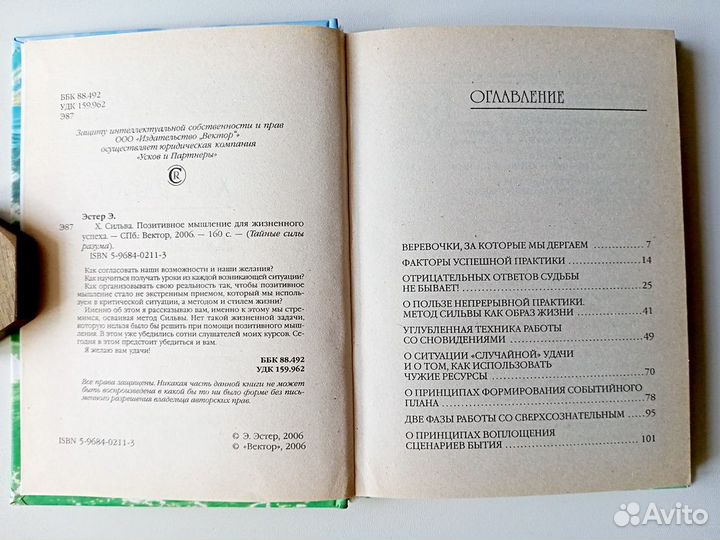 ББК 88.492
УДК 159.962
Э87
Защиту интеллектуальной собственности и прав
ООО «Издательство „Вектор“»
осуществляет юридическая компания
«Усков и Партнеры»
Эстер Э.
Э87 Х. Сильва. Позитивное мышление для жизненного
успеха. — СПб.: Вектор, 2006. — 160 с. — (Тайные силы
разума).
ISBN 5-9684-0211-3
Как согласовать наши возможности и наши желания?
Как научиться получать уроки из каждой возникающей ситуации?
Как организовывать свою реальность так, чтобы позитивное
мышление стало не экстренным приемом, который мы использу-
ем в критической ситуации, а методом и стилем жизни?
Именно об этом я рассказываю вам, именно к этому мы стре-
мимся, осваивая метод Сильвы. Нет такой жизненной задачи,
которую нельзя было бы решить при помощи позитивного мыш-
ления. В этом уже убедились сотни слушателей моих курсов. Се-
годня в этом предстоит убедиться и вам.
Я желаю вам удачи!
ББК 88.492
УДК 159.962
Все права защищены. Никакая часть данной книги не может
быть воспроизведена в какой бы то ни было форме без пись-
менного разрешения владельца авторских прав.
ISBN 5-9684-0211-3
© Э. Эстер, 2006
© «Вектор», 2006
ОГЛАВЛЕНИЕ
ВЕРЕВОЧКИ, ЗА КОТОРЫЕ МЫ ДЕРГАЕМ 7
ФАКТОРЫ УСПЕШНОЙ ПРАКТИКИ 14
ОТРИЦАТЕЛЬНЫХ ОТВЕТОВ СУДЬБЫ
НЕ БЫВАЕТ! 25
О ПОЛЬЗЕ НЕПРЕРЫВНОЙ ПРАКТИКИ.
МЕТОД СИЛЬВЫ КАК ОБРАЗ ЖИЗНИ 41
УГЛУБЛЕННАЯ ТЕХНИКА РАБОТЫ
СО СНОВИДЕНИЯМИ 49
О СИТУАЦИИ «СЛУЧАЙНОЙ» УДАЧИ
И О ТОМ, КАК ИСПОЛЬЗОВАТЬ
ЧУЖИЕ РЕСУРСЫ 70
О ПРИНЦИПАХ ФОРМИРОВАНИЯ СОБЫТИЙНОГО
ПЛАНА 78
ДВЕ ФАЗЫ РАБОТЫ СО СВЕРХСОЗНАТЕЛЬНЫМ 95
О ПРИНЦИПАХ ВОПЛОЩЕНИЯ
СЦЕНАРИЕВ БЫТИЯ 101
Avito